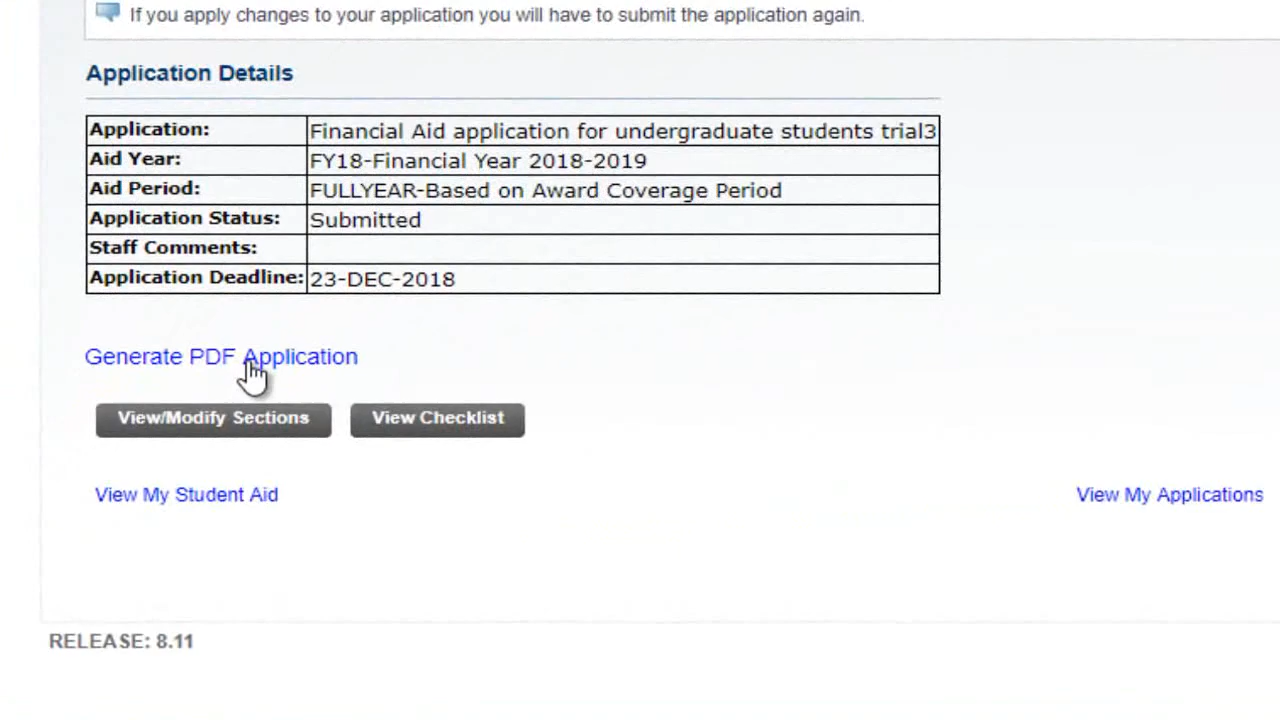 If you apply changes to your application you will have to submit the application again.
Application Details
Application: Financial Aid application for undergraduate students trial3
Aid Year: FY18-Financial Year 2018-2019
Aid Period: FULLYEAR-Based on Award Coverage Period
Application Status: Submitted
Staff Comments:
Application Deadline: 23-DEC-2018
Generate PDF Application
View/Modify Sections View Checklist
View My Student Aid View My Applications
RELEASE: 8.11